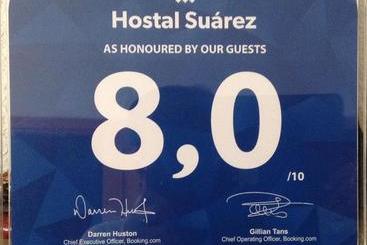 Hostal Suárez
AS HONOURED BY OUR GUESTS
8,0
/10
Darren Huston
Chief Executive Officer, Booking.com
Gillian Tans
Chief Operating Officer, Booking.com